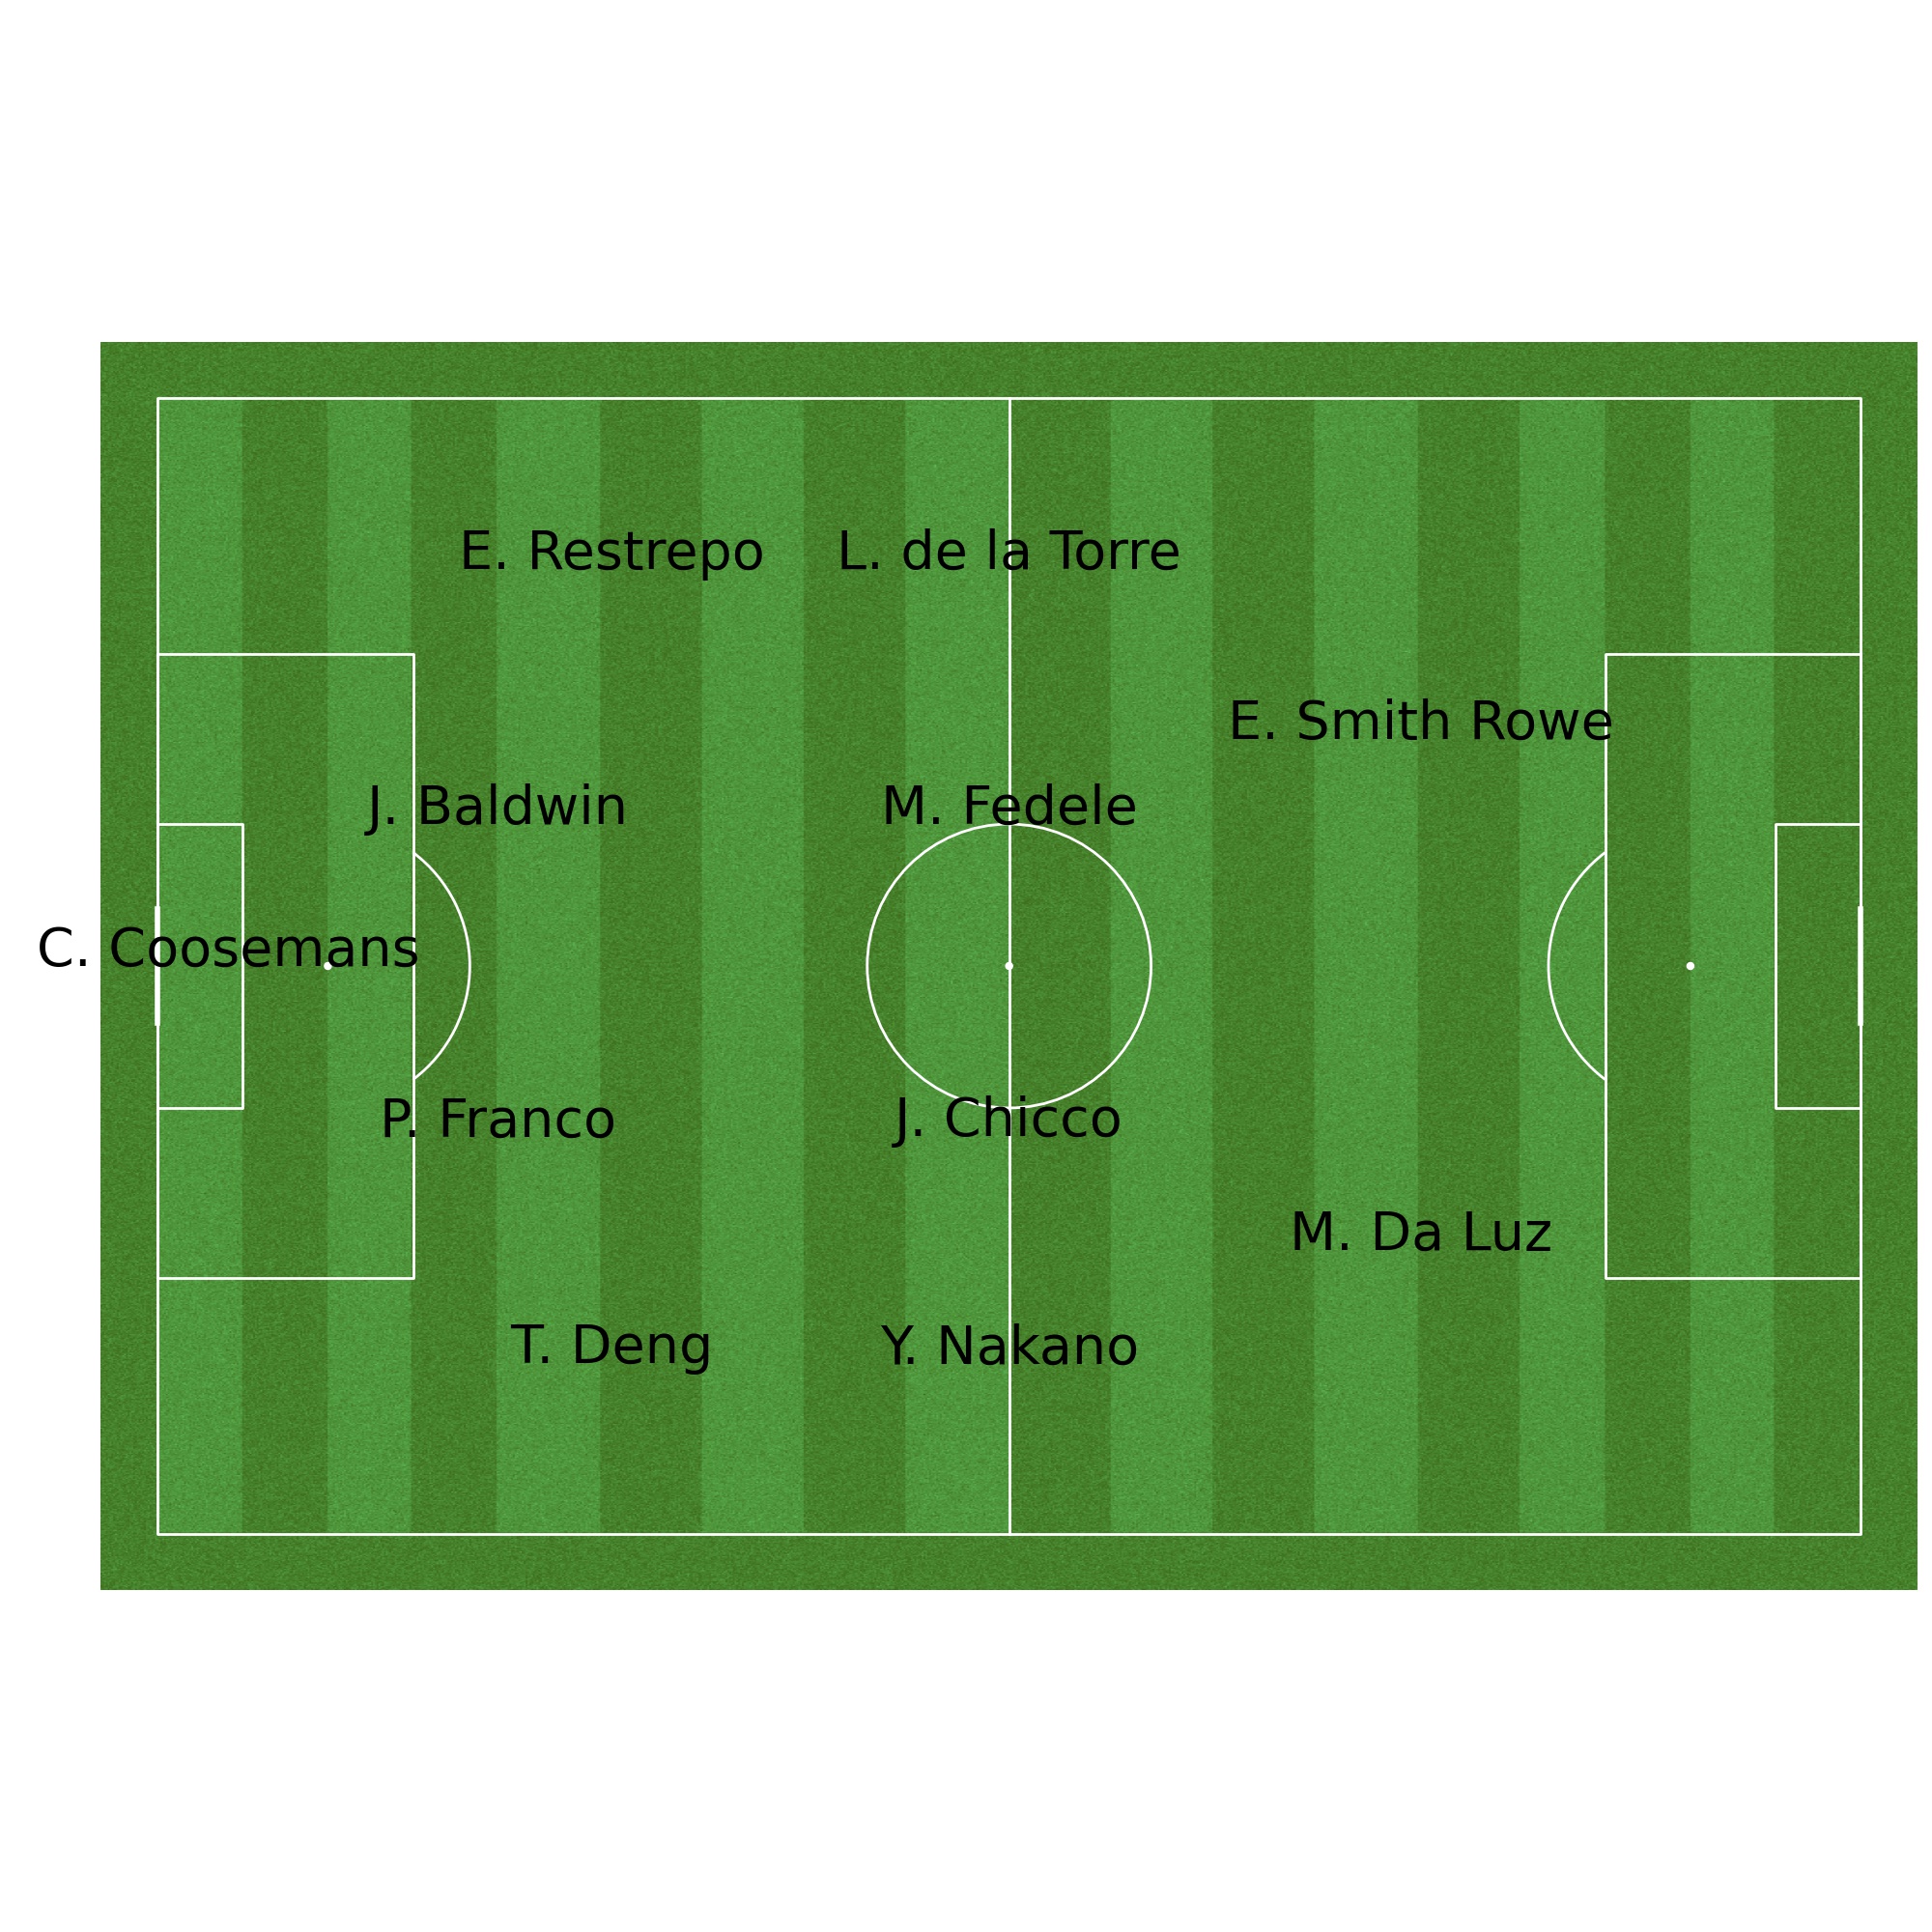 E. Restrepo
L. de la Torre
E. Smith Rowe
J. Baldwin
M. Fedele
C. Coosemans
P. Franco
J. Chicco
M. Da Luz
T. Deng
Y. Nakano